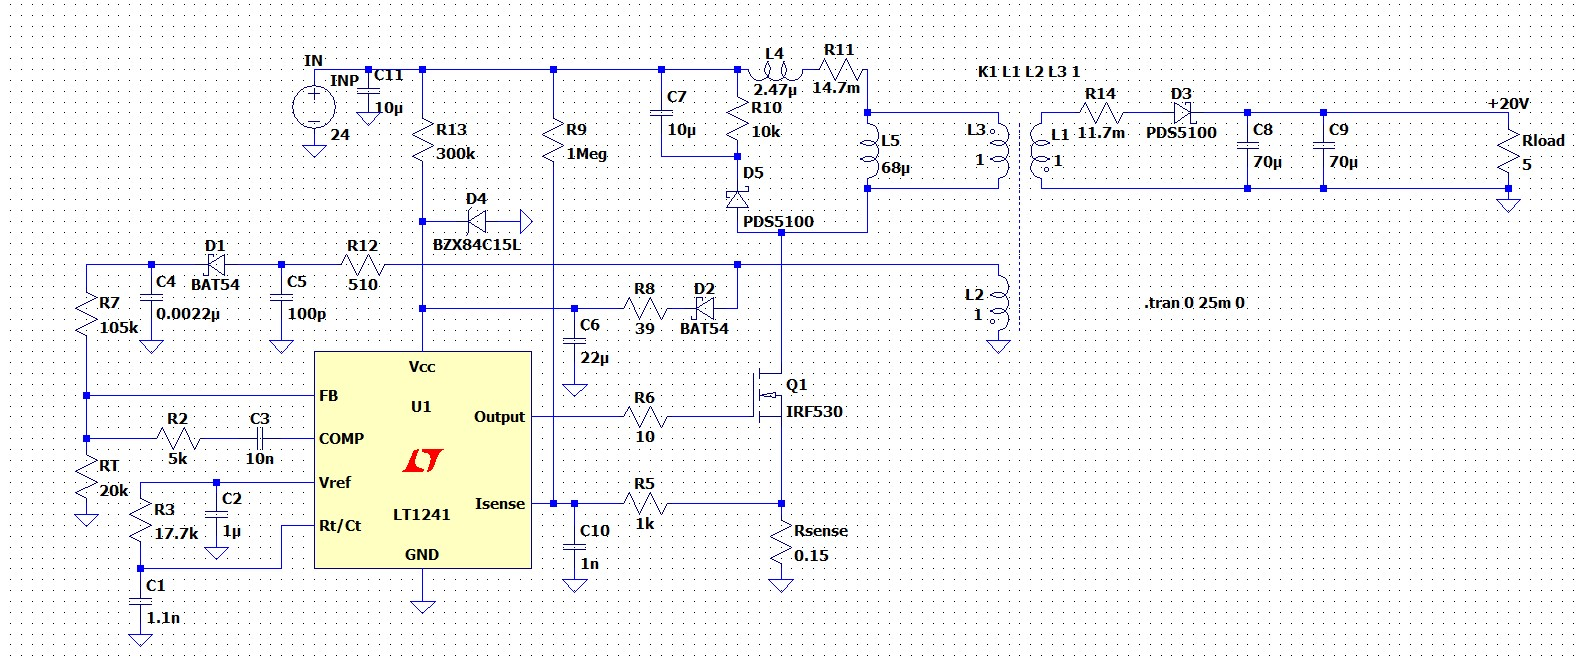 IN
INP
24
C11
10µ
R13
300k
R9
1Meg
C7
10µ
R10
10k
L4
2.47µ
R11
14.7m
D5
PDS5100
L5
68µ
K1 L1 L2 L3 1
L3
1
L1
1
R14
11.7m
D3
PDS5100
C8
70µ
C9
70µ
+20V
Rload
5
D4
BZX84C15L
D1
BAT54
R12
510
C4
0.0022µ
C5
100p
R7
105k
R8
39
D2
BAT54
C6
22µ
L2
1
.tran 0 25m 0
Vcc
FB
U1
COMP
Output
Vref
Isense
Rt/Ct
LT1241
GND
R2
5k
C3
10n
RT
20k
R3
17.7k
C2
1µ
C1
1.1n
R6
10
Q1
IRF530
R5
1k
C10
1n
Rsense
0.15